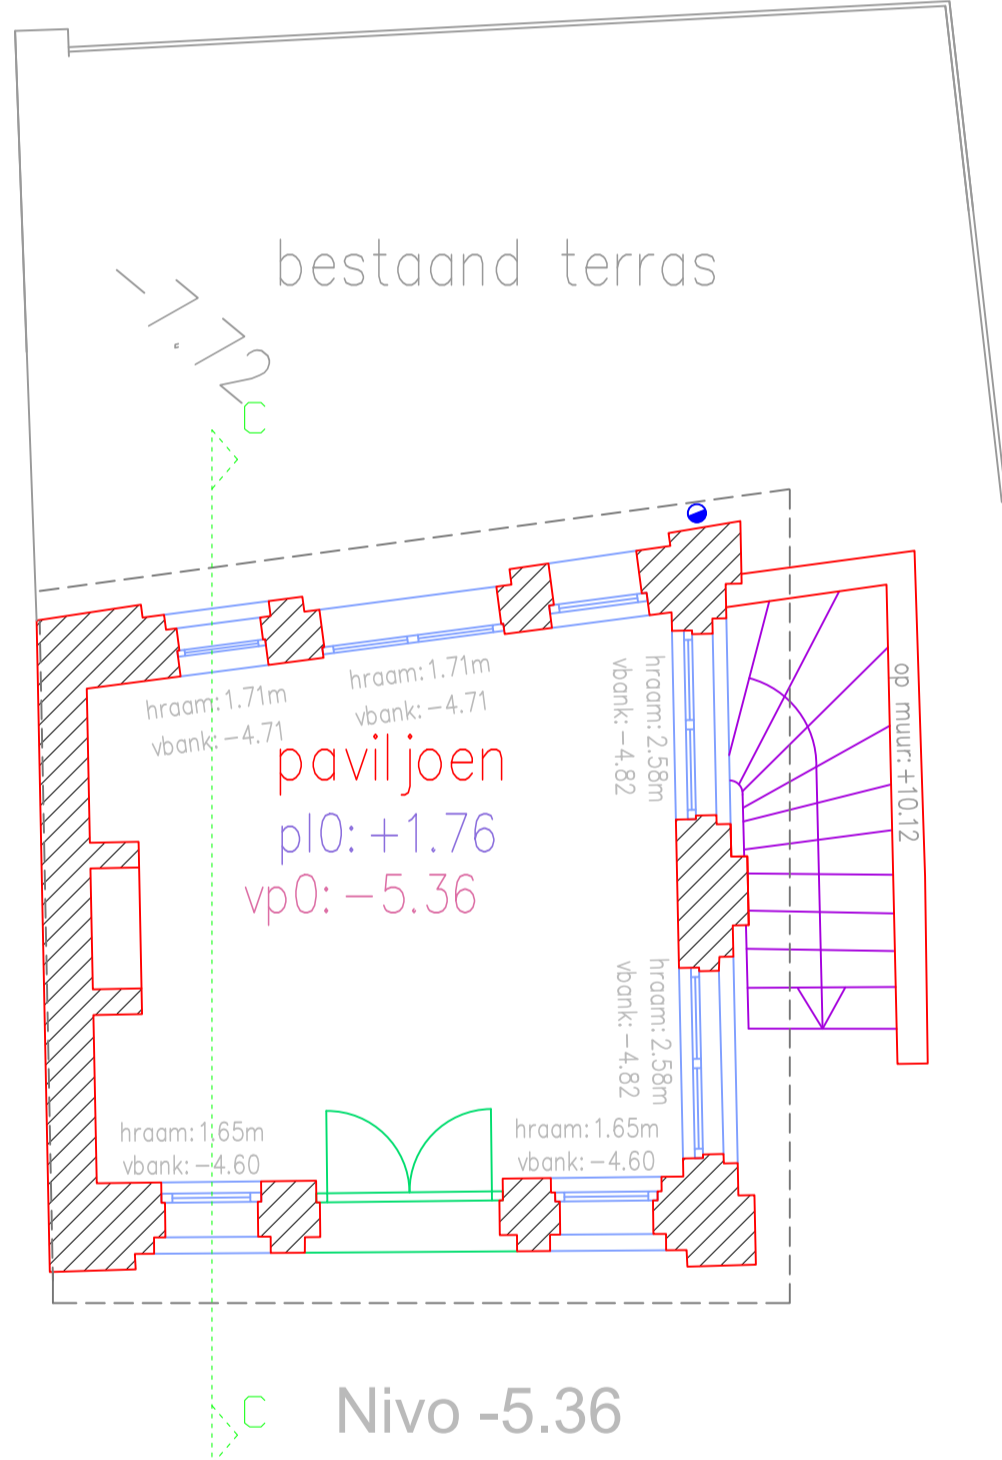 bestaand terras
-7.72
C
hraam: 1.71m
vbank: -4.71
hraam: 1.71m
vbank: -4.71
hraam: 2.58m
vbank: -4.82
op muur: +10.12
paviljoen
pl0: +1.76
vp0: -5.36
hraam: 2.58m
vbank: -4.82
hraam: 1.65m
vbank: -4.60
hraam: 1.65m
vbank: -4.60
C
Nivo -5.36